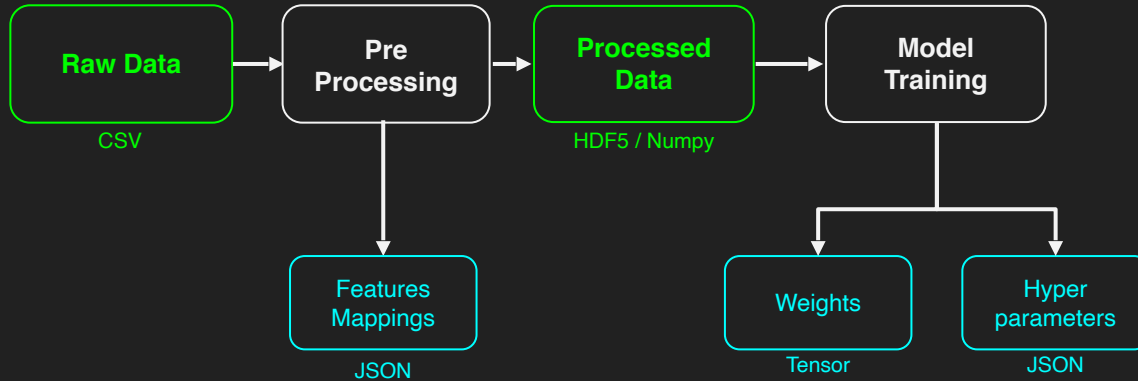 Raw Data
CSV
Pre
Processing
Processed
Data
HDF5 / Numpy
Model
Training
Features
Mappings
JSON
Weights
Tensor
Hyper
parameters
JSON